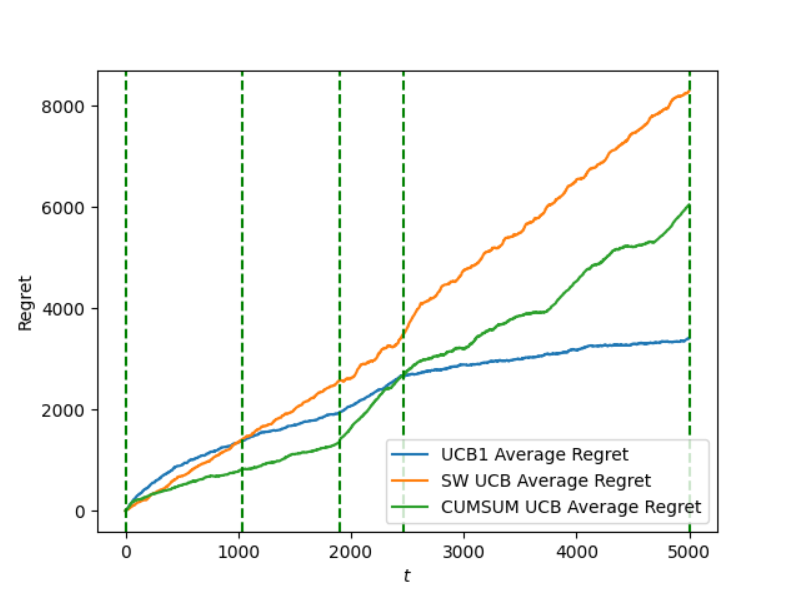 8000
6000
4000
2000
0
Regret
0 1000 2000 3000 4000 5000
t
UCB1 Average Regret
SW UCB Average Regret
CUMSUM UCB Average Regret